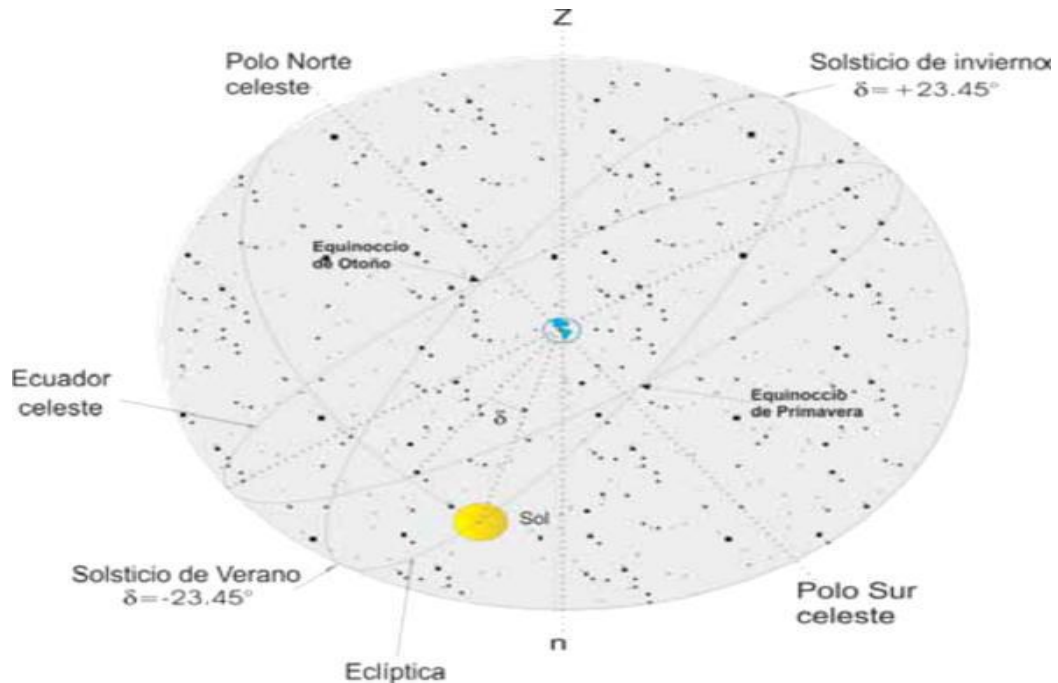 Z
Polo Norte
celeste
Solsticio de invierno
δ= +23.45°
Equinoccio
de Otoño
Ecuador
celeste
Equinoccio
de Primavera
δ
Sol
Solsticio de Verano
δ=-23.45°
Polo Sur
celeste
n
Eclíptica